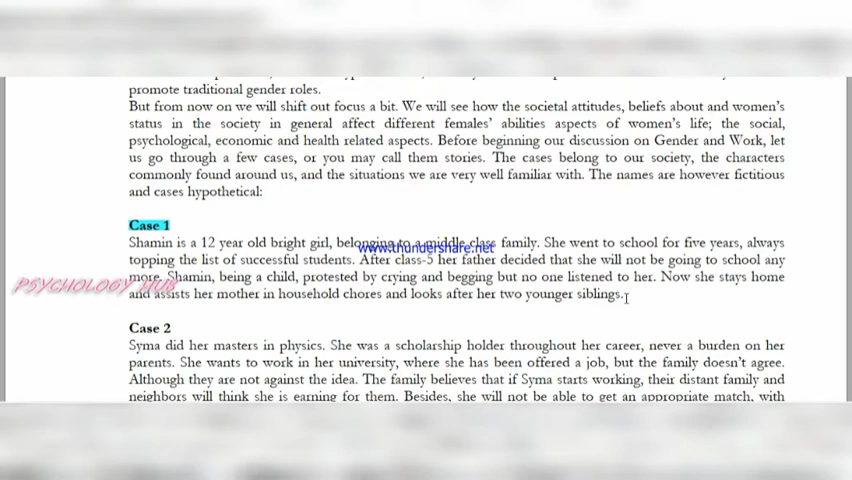 promote traditional gender roles.
But from now on we will shift out focus a bit. We will see how the societal attitudes, beliefs about and women's
status in the society in general affect different females' abilities aspects of women's life; the social,
psychological, economic and health related aspects. Before beginning our discussion on Gender and Work, let
us go through a few cases, or you may call them stories. The cases belong to our society, the characters
commonly found around us, and the situations we are very well familiar with. The names are however fictitious
and cases hypothetical:
Case 1
Shamin is a 12 year old bright girl, belonging to a middle class family. She went to school for five years, always
www.thundershare.net
topping the list of successful students. After class-5 her father decided that she will not be going to school any
more. Shamin, being a child, protested by crying and begging but no one listened to her. Now she stays home
PSYCHOLOGY HUB
and assists her mother in household chores and looks after her two younger siblings.
Case 2
Syma did her masters in physics. She was a scholarship holder throughout her career, never a burden on her
parents. She wants to work in her university, where she has been offered a job, but the family doesn't agree.
Although they are not against the idea. The family believes that if Syma starts working, their distant family and
neighbors will think she is earning for them. Besides, she will not be able to get an appropriate match, with